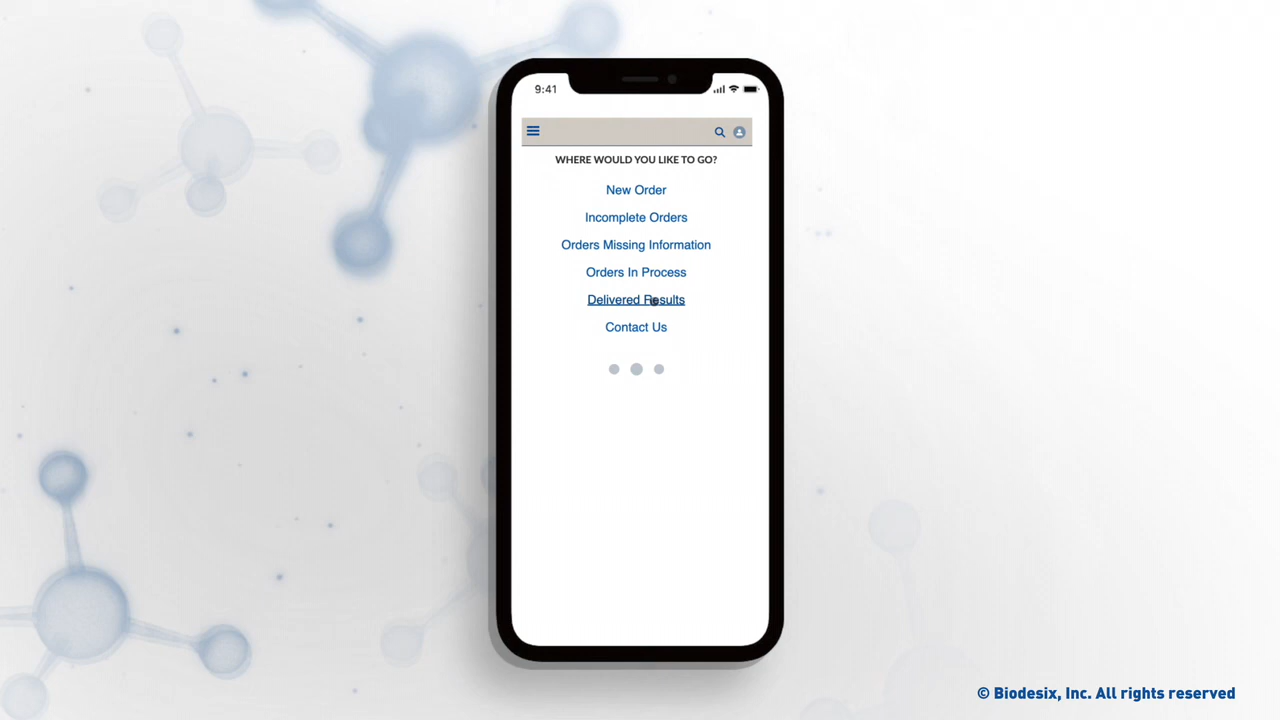 9:41
WHERE WOULD YOU LIKE TO GO?
New Order
Incomplete Orders
Orders Missing Information
Orders In Process
Delivered Results
Contact Us
© Biodesix, Inc. All rights reserved